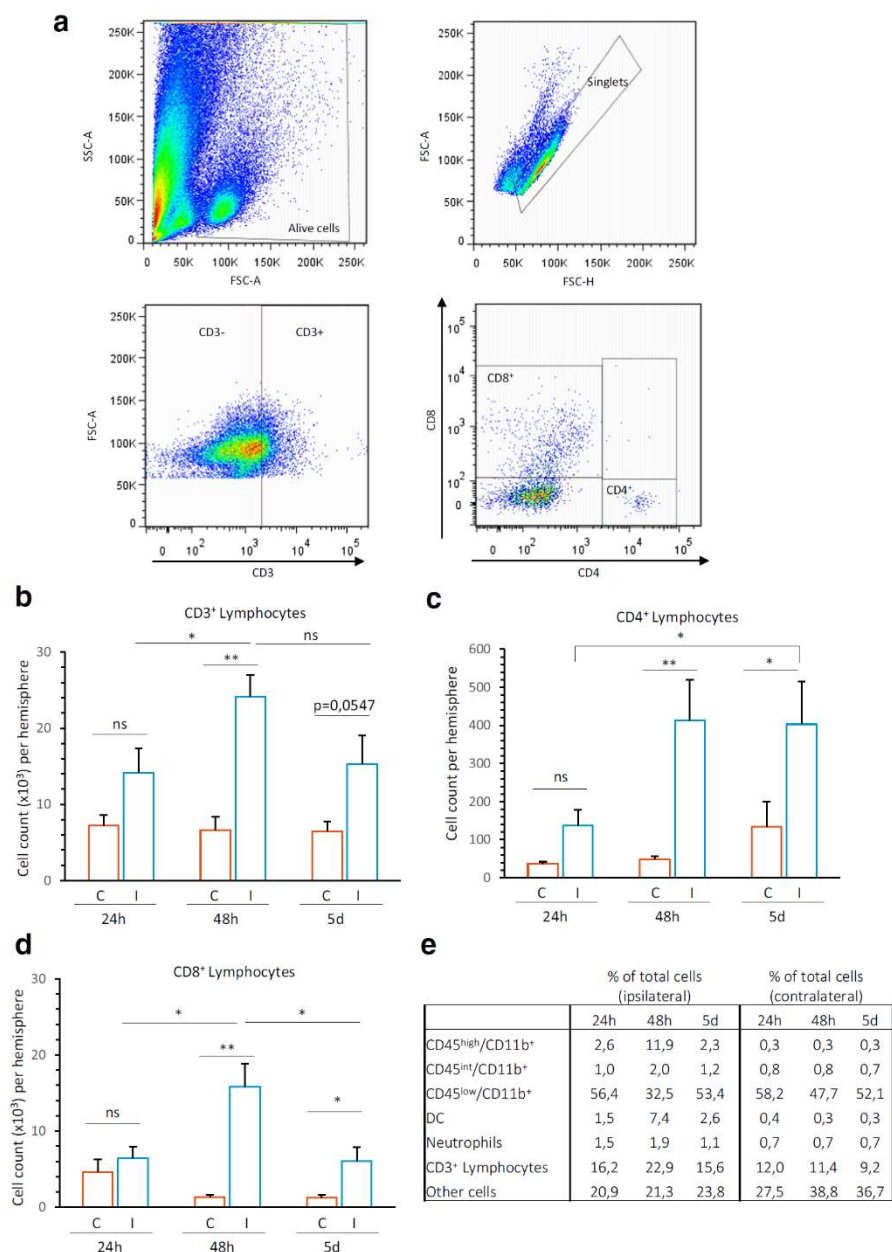 a
250K
200K
150K
100K
50K
0
SSC-A
Alive cells
0 50K 100K 150K 200K 250K
FSC-A
250K
200K
150K
100K
50K
0
FSC-A
Singlets
0 50K 100K 150K 200K 250K
FSC-H
250K
200K
150K
100K
50K
0
FSC-A
CD3- CD3+
10² 10³ 10⁴ 10⁵
CD3
10⁵
10⁴
10³
10²
0
CD8
CD8⁺
CD4⁺
0 10² 10³ 10⁴ 10⁵
CD4
b
CD3⁺ Lymphocytes
Cell count (x10³) per hemisphere
30
20
10
0
* ns
**
p=0,0547
ns
C I C I C I
24h 48h 5d
c
CD4⁺ Lymphocytes
Cell count per hemisphere
600
500
400
300
200
100
0
*
** *
ns
C I C I C I
24h 48h 5d
d
CD8⁺ Lymphocytes
Cell count (x10³) per hemisphere
30
20
10
0
* *
**
ns *
C I C I C I
24h 48h 5d
e
% of total cells (ipsilateral) % of total cells (contralateral)
24h 48h 5d 24h 48h 5d
CD45ʰⁱᵍʰ/CD11b⁺ 2,6 11,9 2,3 0,3 0,3 0,3
CD45ⁱⁿᵗ/CD11b⁺ 1,0 2,0 1,2 0,8 0,8 0,7
CD45ˡᵒʷ/CD11b⁺ 56,4 32,5 53,4 58,2 47,7 52,1
DC 1,5 7,4 2,6 0,4 0,3 0,3
Neutrophils 1,5 1,9 1,1 0,7 0,7 0,7
CD3⁺ Lymphocytes 16,2 22,9 15,6 12,0 11,4 9,2
Other cells 20,9 21,3 23,8 27,5 38,8 36,7